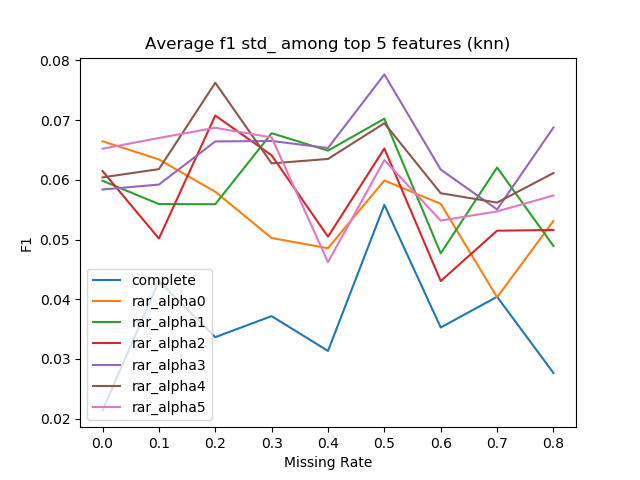 Average f1 std_ among top 5 features (knn)
0.08
0.07
0.06
0.05
0.04
0.03
0.02
F1
complete
rar_alpha0
rar_alpha1
rar_alpha2
rar_alpha3
rar_alpha4
rar_alpha5
0.0 0.1 0.2 0.3 0.4 0.5 0.6 0.7 0.8
Missing Rate